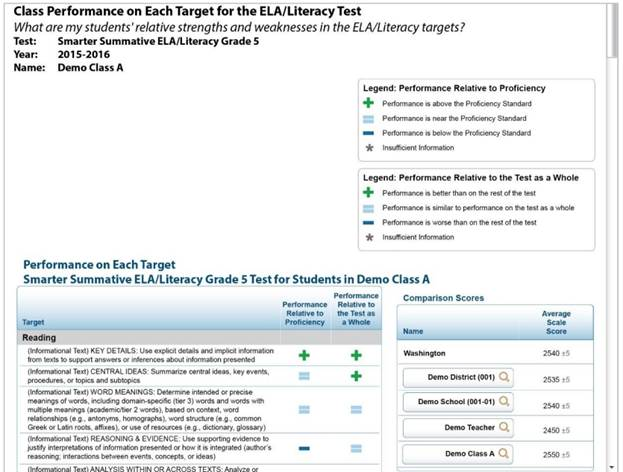 Class Performance on Each Target for the ELA/Literacy Test
What are my students' relative strengths and weaknesses in the ELA/Literacy targets?
Test: Smarter Summative ELA/Literacy Grade 5
Year: 2015-2016
Name: Demo Class A
Legend: Performance Relative to Proficiency
Performance is above the Proficiency Standard
Performance is near the Proficiency Standard
Performance is below the Proficiency Standard
Insufficient Information
Legend: Performance Relative to the Test as a Whole
Performance is better than on the rest of the test
Performance is similar to performance on the test as a whole
Performance is worse than on the rest of the test
Insufficient Information
Performance on Each Target
Smarter Summative ELA/Literacy Grade 5 Test for Students in Demo Class A
Target
Performance Relative to Proficiency
Performance Relative to the Test as a Whole
Reading
(Informational Text) KEY DETAILS: Use explicit details and implicit information
from texts to support answers or inferences about information presented
(Informational Text) CENTRAL IDEAS: Summarize central ideas, key events,
procedures, or topics and subtopics
(Informational Text) WORD MEANINGS: Determine intended or precise
meanings of words, including domain-specific (tier 3) words and words with
multiple meanings (academic/tier 2 words), based on context, word
relationships (e.g., antonyms, homographs), word structure (e.g., common
Greek or Latin roots, affixes), or use of resources (e.g., dictionary, glossary)
(Informational Text) REASONING & EVIDENCE: Use supporting evidence to
justify interpretations of information presented or how it is integrated (author's
reasoning; interactions between events, concepts, or ideas)
(Informational Text) ANALYSIS WITHIN OR ACROSS TEXTS: Analyze or
Comparison Scores
Name
Average Scale Score
Washington 2540 ±5
Demo District (001) 2535 ±5
Demo School (001-01) 2540 ±5
Demo Teacher 2450 ±5
Demo Class A 2550 ±5